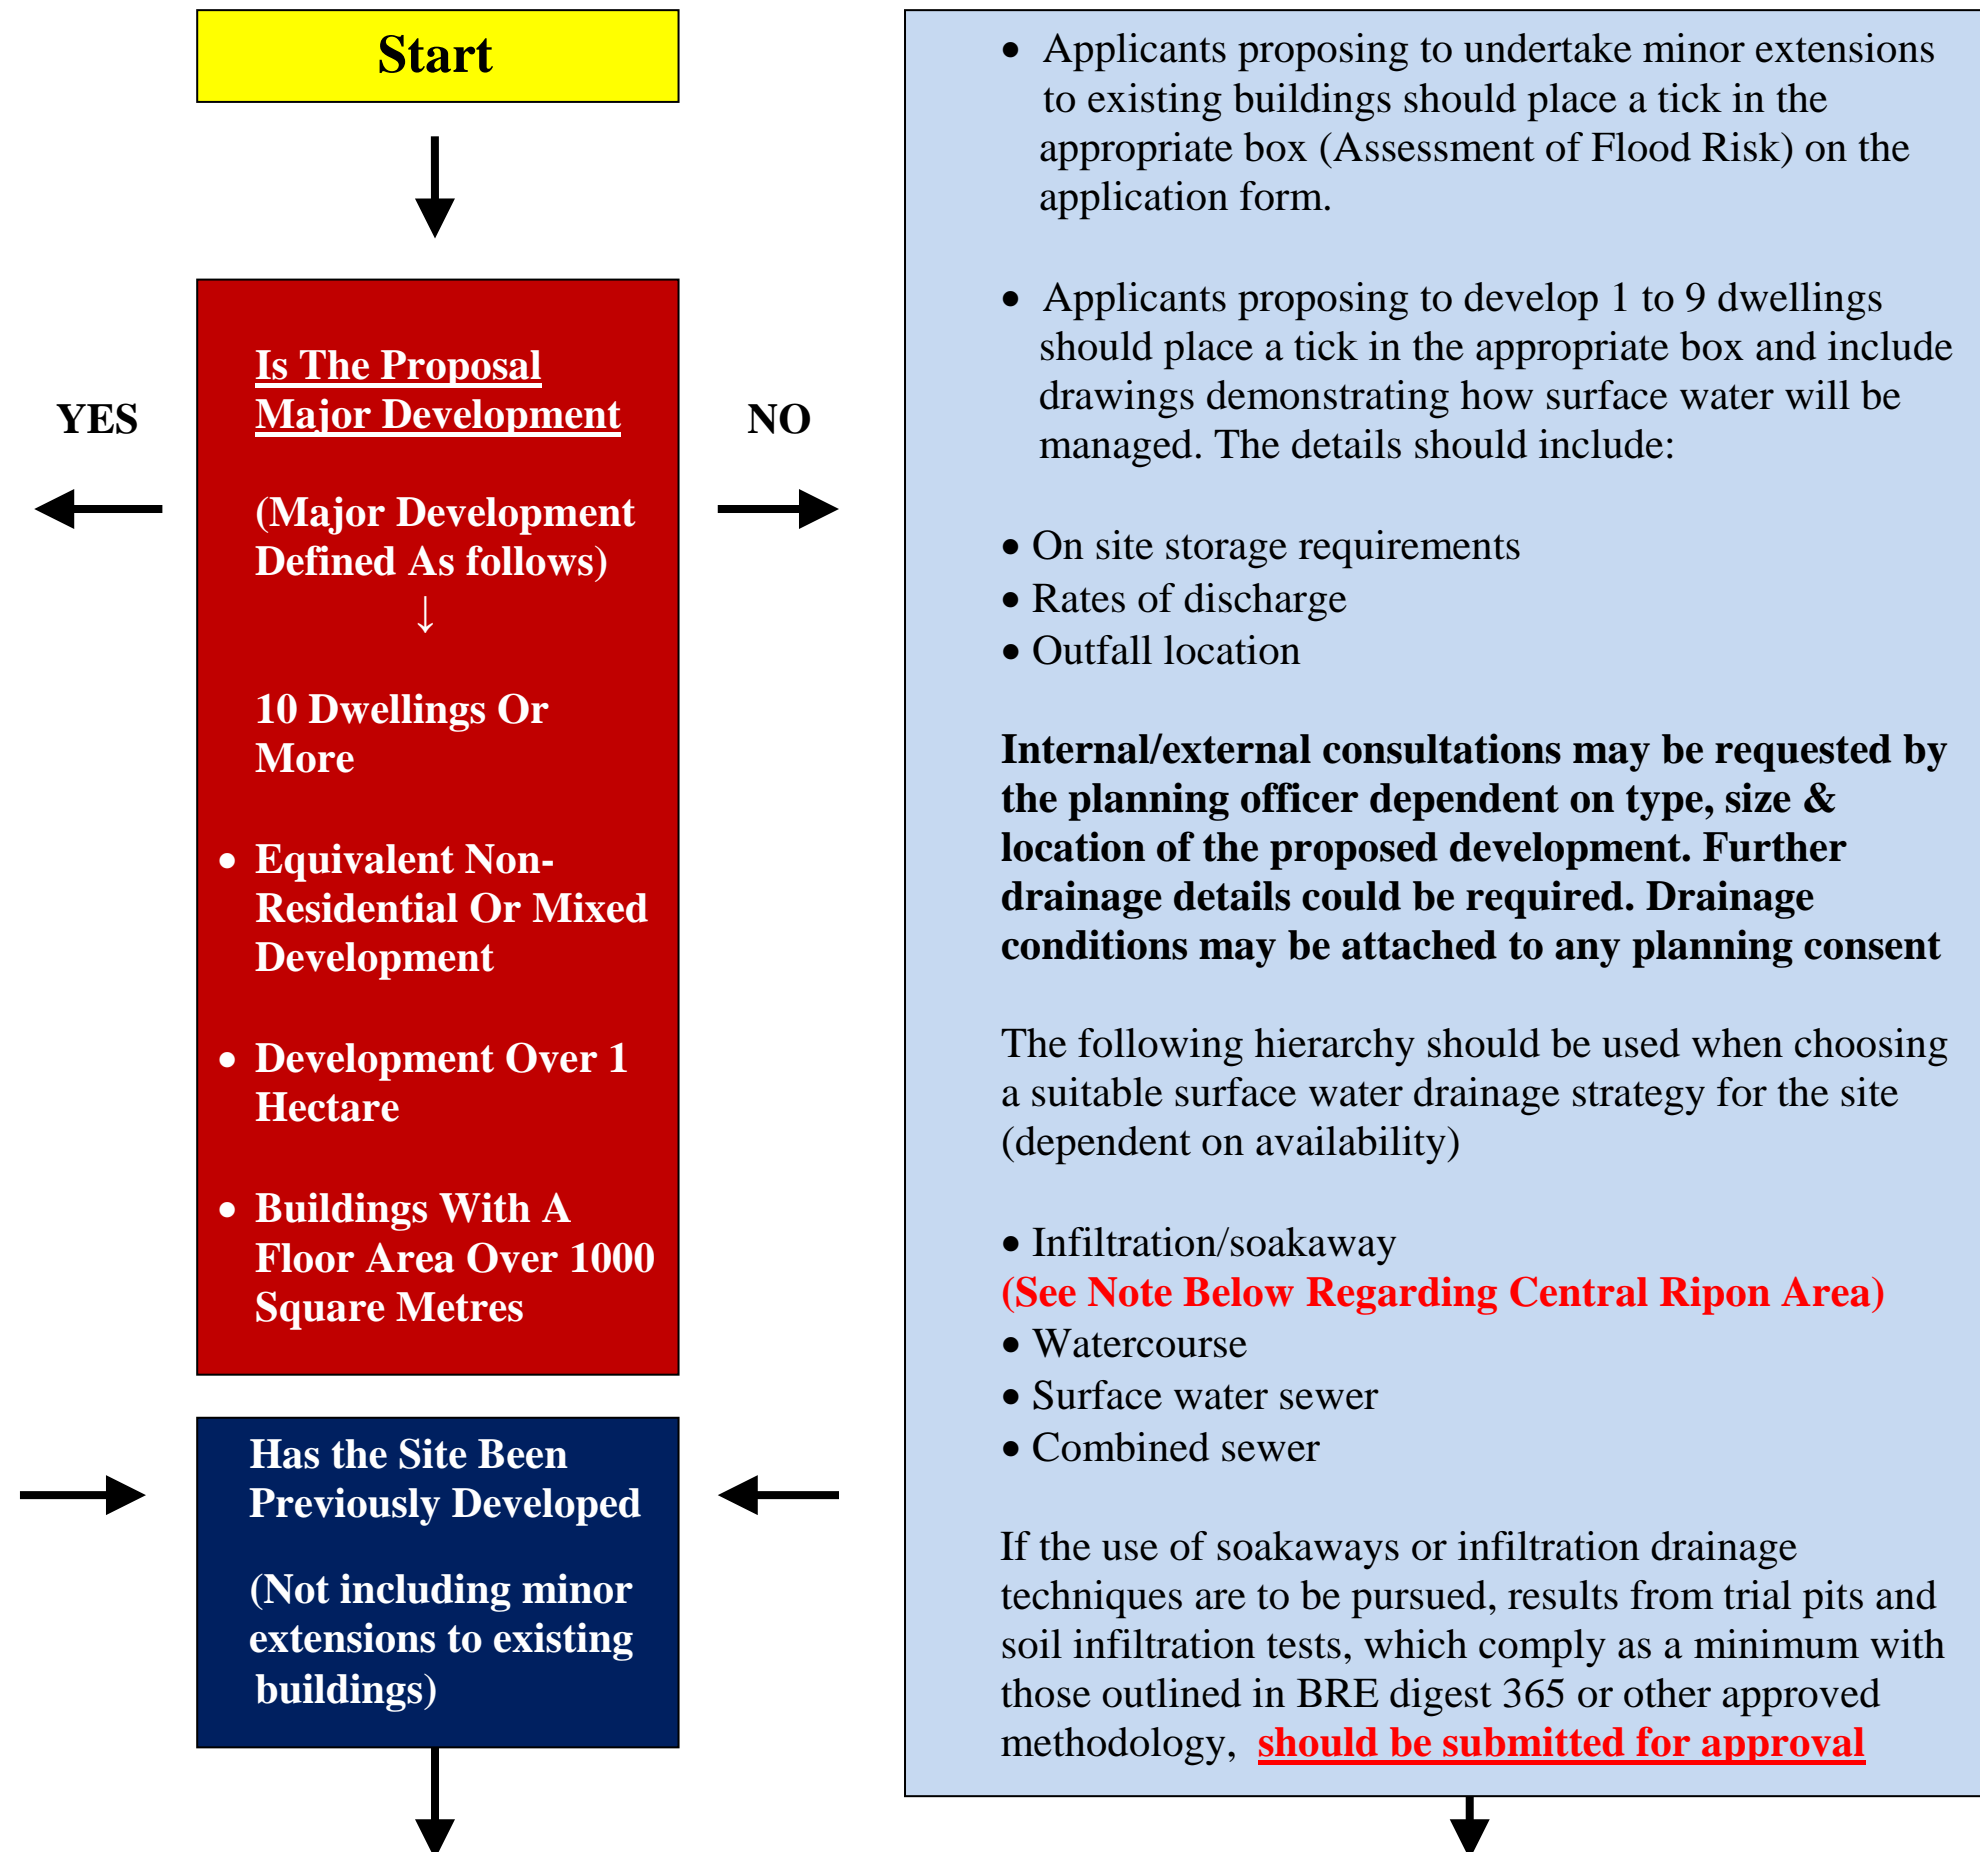 Start
YES
Is The Proposal
Major Development
(Major Development
Defined As follows)
↓
10 Dwellings Or
More
• Equivalent Non-
Residential Or Mixed
Development
• Development Over 1
Hectare
• Buildings With A
Floor Area Over 1000
Square Metres
NO
Has the Site Been
Previously Developed
(Not including minor
extensions to existing
buildings)
• Applicants proposing to undertake minor extensions
to existing buildings should place a tick in the
appropriate box (Assessment of Flood Risk) on the
application form.
• Applicants proposing to develop 1 to 9 dwellings
should place a tick in the appropriate box and include
drawings demonstrating how surface water will be
managed. The details should include:
• On site storage requirements
• Rates of discharge
• Outfall location
Internal/external consultations may be requested by
the planning officer dependent on type, size &
location of the proposed development. Further
drainage details could be required. Drainage
conditions may be attached to any planning consent
The following hierarchy should be used when choosing
a suitable surface water drainage strategy for the site
(dependent on availability)
• Infiltration/soakaway
(See Note Below Regarding Central Ripon Area)
• Watercourse
• Surface water sewer
• Combined sewer
If the use of soakaways or infiltration drainage
techniques are to be pursued, results from trial pits and
soil infiltration tests, which comply as a minimum with
those outlined in BRE digest 365 or other approved
methodology, should be submitted for approval